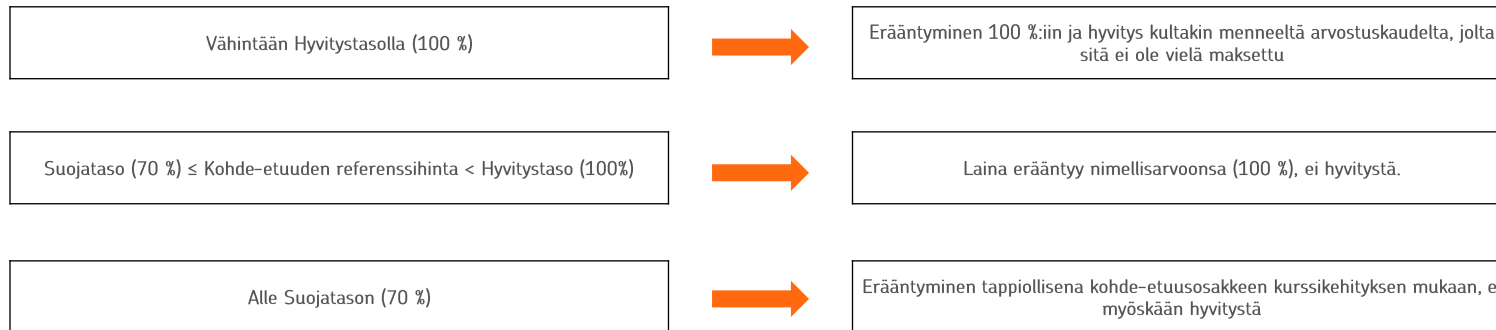 Vähintään Hyvitystasolla (100 %)
Erääntyminen 100 %:iin ja hyvitys kultakin menneeltä arvostuskaudelta, jolta
sitä ei ole vielä maksettu
Suojataso (70 %) ≤ Kohde-etuuden referenssihinta < Hyvitystaso (100%)
Laina erääntyy nimellisarvoonsa (100 %), ei hyvitystä.
Alle Suojatason (70 %)
Erääntyminen tappiollisena kohde-etuusosakkeen kurssikehityksen mukaan,
myöskään hyvitystä